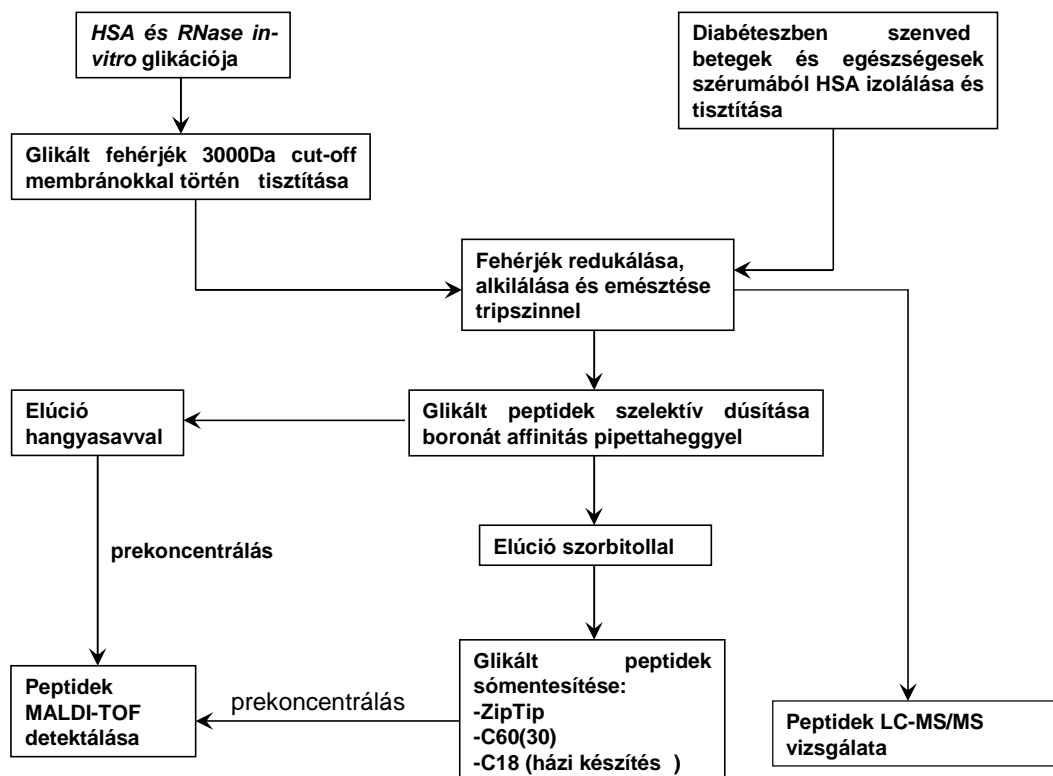 HSA és RNase in-
vitro glikációja
Diabéteszben szenved
betegek és egészségesek
szérumából HSA izolálása és
tisztítása
Glikált fehérjék 3000Da cut-off
membránokkal történ tisztítása
Fehérjék redukálása,
alkilálása és emésztése
tripszinnel
Elúció
hangyasavval
Glikált peptidek szelektív dúsítása
boronát affinitás pipettaheggyel
prekoncentrálás
Elúció szorbitollal
Peptidek
MALDI-TOF
detektálása
prekoncentrálás
Glikált peptidek
sómentesítése:
-ZipTip
-C60(30)
-C18 (házi készítés )
Peptidek LC-MS/MS
vizsgálata